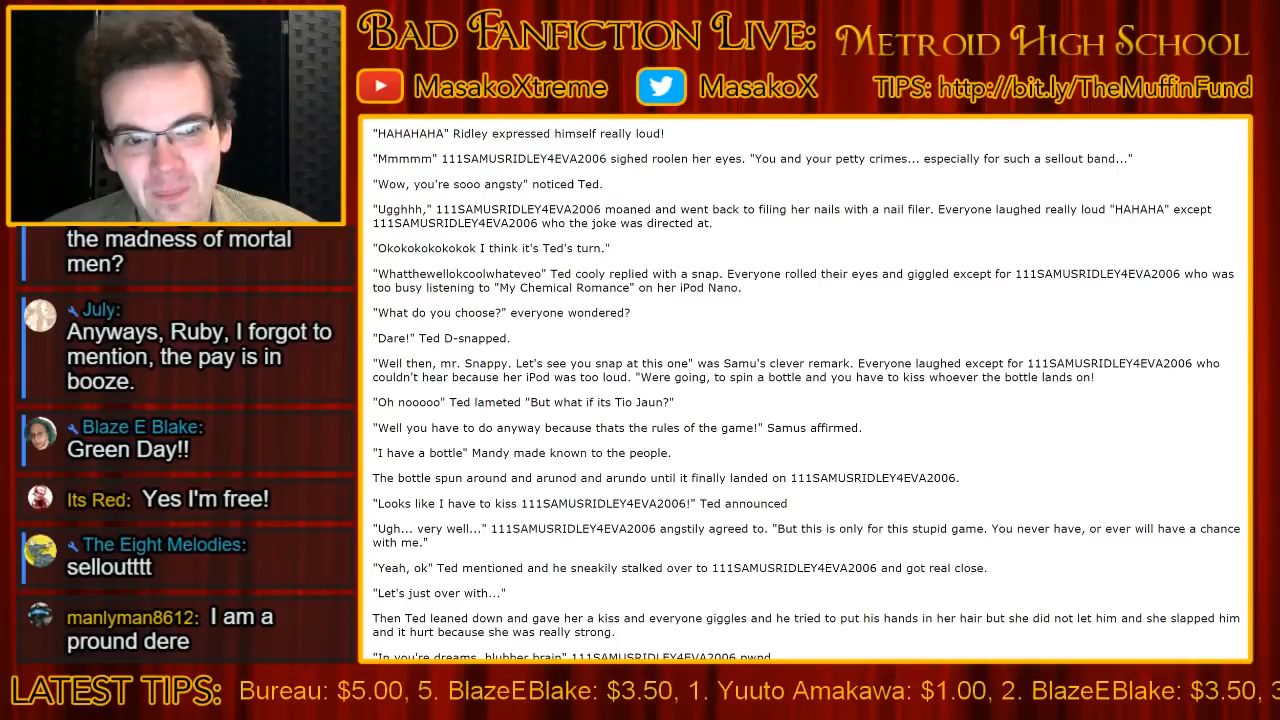 BAD FANFICTION LIVE: METROID HIGH SCHOOL
MasakoXtreme MasakoX TIPS: http://bit.ly/TheMuffinFund
the madness of mortal
men?
July:
Anyways, Ruby, I forgot to
mention, the pay is in
booze.
Blaze E Blake:
Green Day!!
Its Red: Yes I'm free!
The Eight Melodies:
selloutttt
manlyman8612: I am a
pround dere
"HAHAHAHA" Ridley expressed himself really loud!
"Mmmmm" 111SAMUSRIDLEY4EVA2006 sighed roolen her eyes. "You and your petty crimes... especially for such a sellout band..."
"Wow, you're sooo angsty" noticed Ted.
"Ugghhh," 111SAMUSRIDLEY4EVA2006 moaned and went back to filing her nails with a nail filer. Everyone laughed really loud "HAHAHA" except
111SAMUSRIDLEY4EVA2006 who the joke was directed at.
"Okokokokokokok I think it's Ted's turn."
"Whatthewellokcoolwhateveo" Ted cooly replied with a snap. Everyone rolled their eyes and giggled except for 111SAMUSRIDLEY4EVA2006 who was
too busy listening to "My Chemical Romance" on her iPod Nano.
"What do you choose?" everyone wondered?
"Dare!" Ted D-snapped.
"Well then, mr. Snappy. Let's see you snap at this one" was Samu's clever remark. Everyone laughed except for 111SAMUSRIDLEY4EVA2006 who
couldn't hear because her iPod was too loud. "Were going, to spin a bottle and you have to kiss whoever the bottle lands on!
"Oh nooooo" Ted lameted "But what if its Tio Jaun?"
"Well you have to do anyway because thats the rules of the game!" Samus affirmed.
"I have a bottle" Mandy made known to the people.
The bottle spun around and arunod and arundo until it finally landed on 111SAMUSRIDLEY4EVA2006.
"Looks like I have to kiss 111SAMUSRIDLEY4EVA2006!" Ted announced
"Ugh... very well..." 111SAMUSRIDLEY4EVA2006 angstily agreed to. "But this is only for this stupid game. You never have, or ever will have a chance
with me."
"Yeah, ok" Ted mentioned and he sneakily stalked over to 111SAMUSRIDLEY4EVA2006 and got real close.
"Let's just over with..."
Then Ted leaned down and gave her a kiss and everyone giggles and he tried to put his hands in her hair but she did not let him and she slapped him
and it hurt because she was really strong.
"In you're dreams, blubber brain" 111SAMUSRIDLEY4EVA2006 pwnd
LATEST TIPS: Bureau: $5.00, 5. BlazeEBlake: $3.50, 1. Yuuto Amakawa: $1.00, 2. BlazeEBlake: $3.50, 3